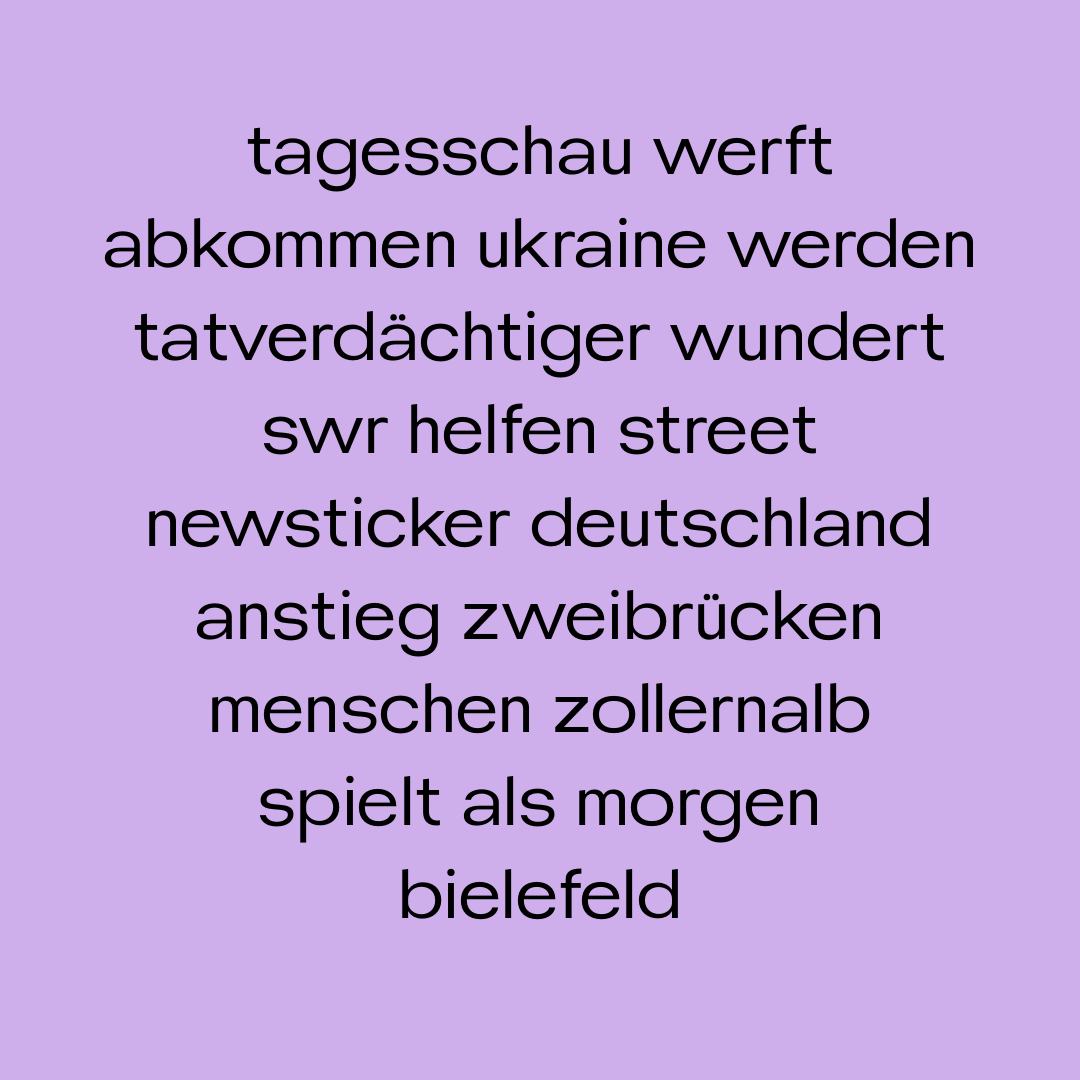 tagesschau werft
abkommen ukraine werden
tatverdächtiger wundert
swr helfen street
newsticker deutschland
anstieg zweibrücken
menschen zollernalb
spielt als morgen
bielefeld